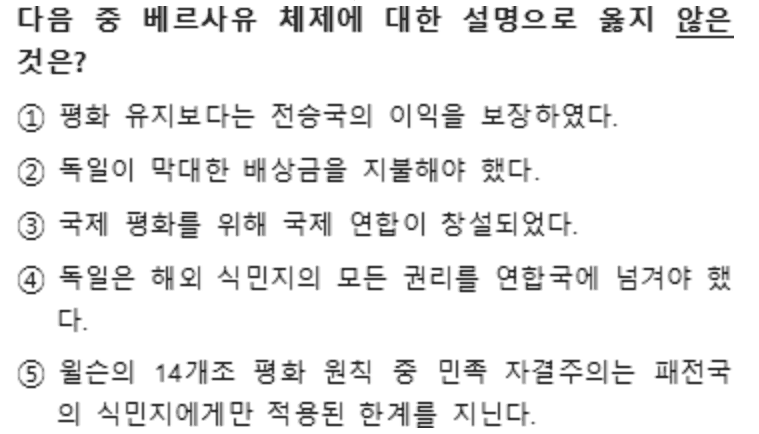 다음 중 베르사유 체제에 대한 설명으로 옳지 않은
것은?
① 평화 유지보다는 전승국의 이익을 보장하였다.
② 독일이 막대한 배상금을 지불해야 했다.
③ 국제 평화를 위해 국제 연합이 창설되었다.
④ 독일은 해외 식민지의 모든 권리를 연합국에 넘겨야 했
다.
⑤ 윌슨의 14개조 평화 원칙 중 민족 자결주의는 패전국
의 식민지에게만 적용된 한계를 지닌다.